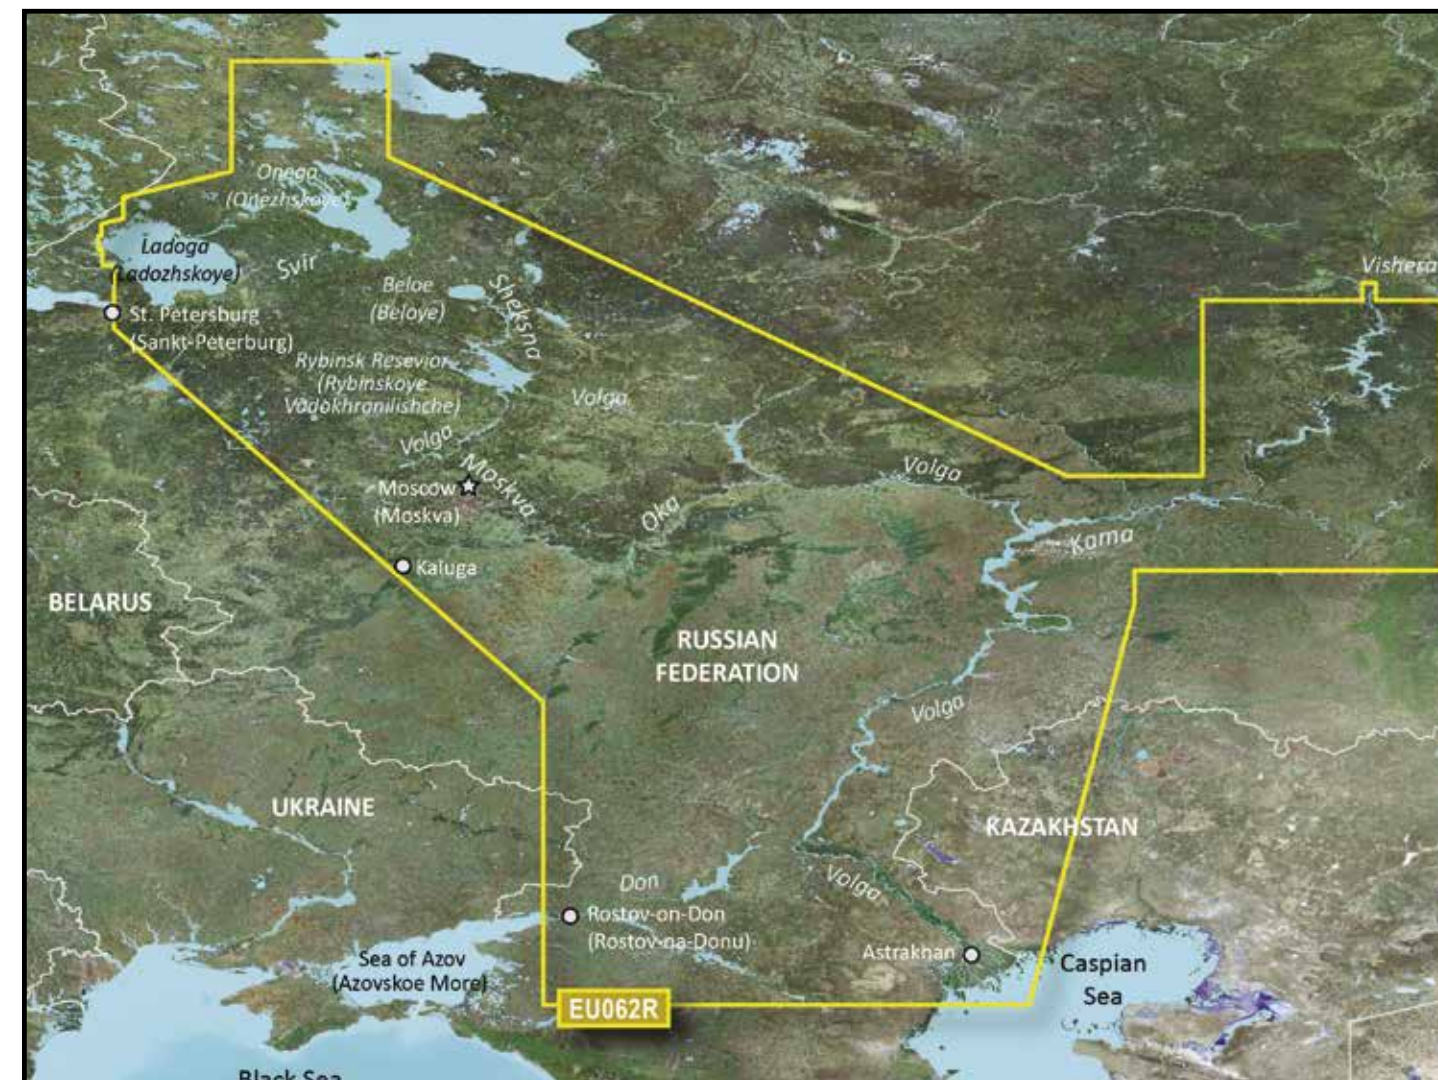 Onega
(Onezhskoye)
Ladoga
(Ladozhskoye)
Svir
Vishera
Beloe
(Beloye)
Sheksna
St. Petersburg
(Sankt-Peterburg)
Rybinsk Resevior
(Rybinskoye
Vodokhranilishche)
Volga
Volga
Moskva
Moscow
(Moskva)
Volga
Oka
Kama
Kaluga
BELARUS
RUSSIAN
FEDERATION
Volga
UKRAINE
KAZAKHSTAN
Don
Volga
Rostov-on-Don
(Rostov-na-Donu)
Astrakhan
Sea of Azov
(Azovskoe More)
Caspian
Sea
EU062R
Black Sea